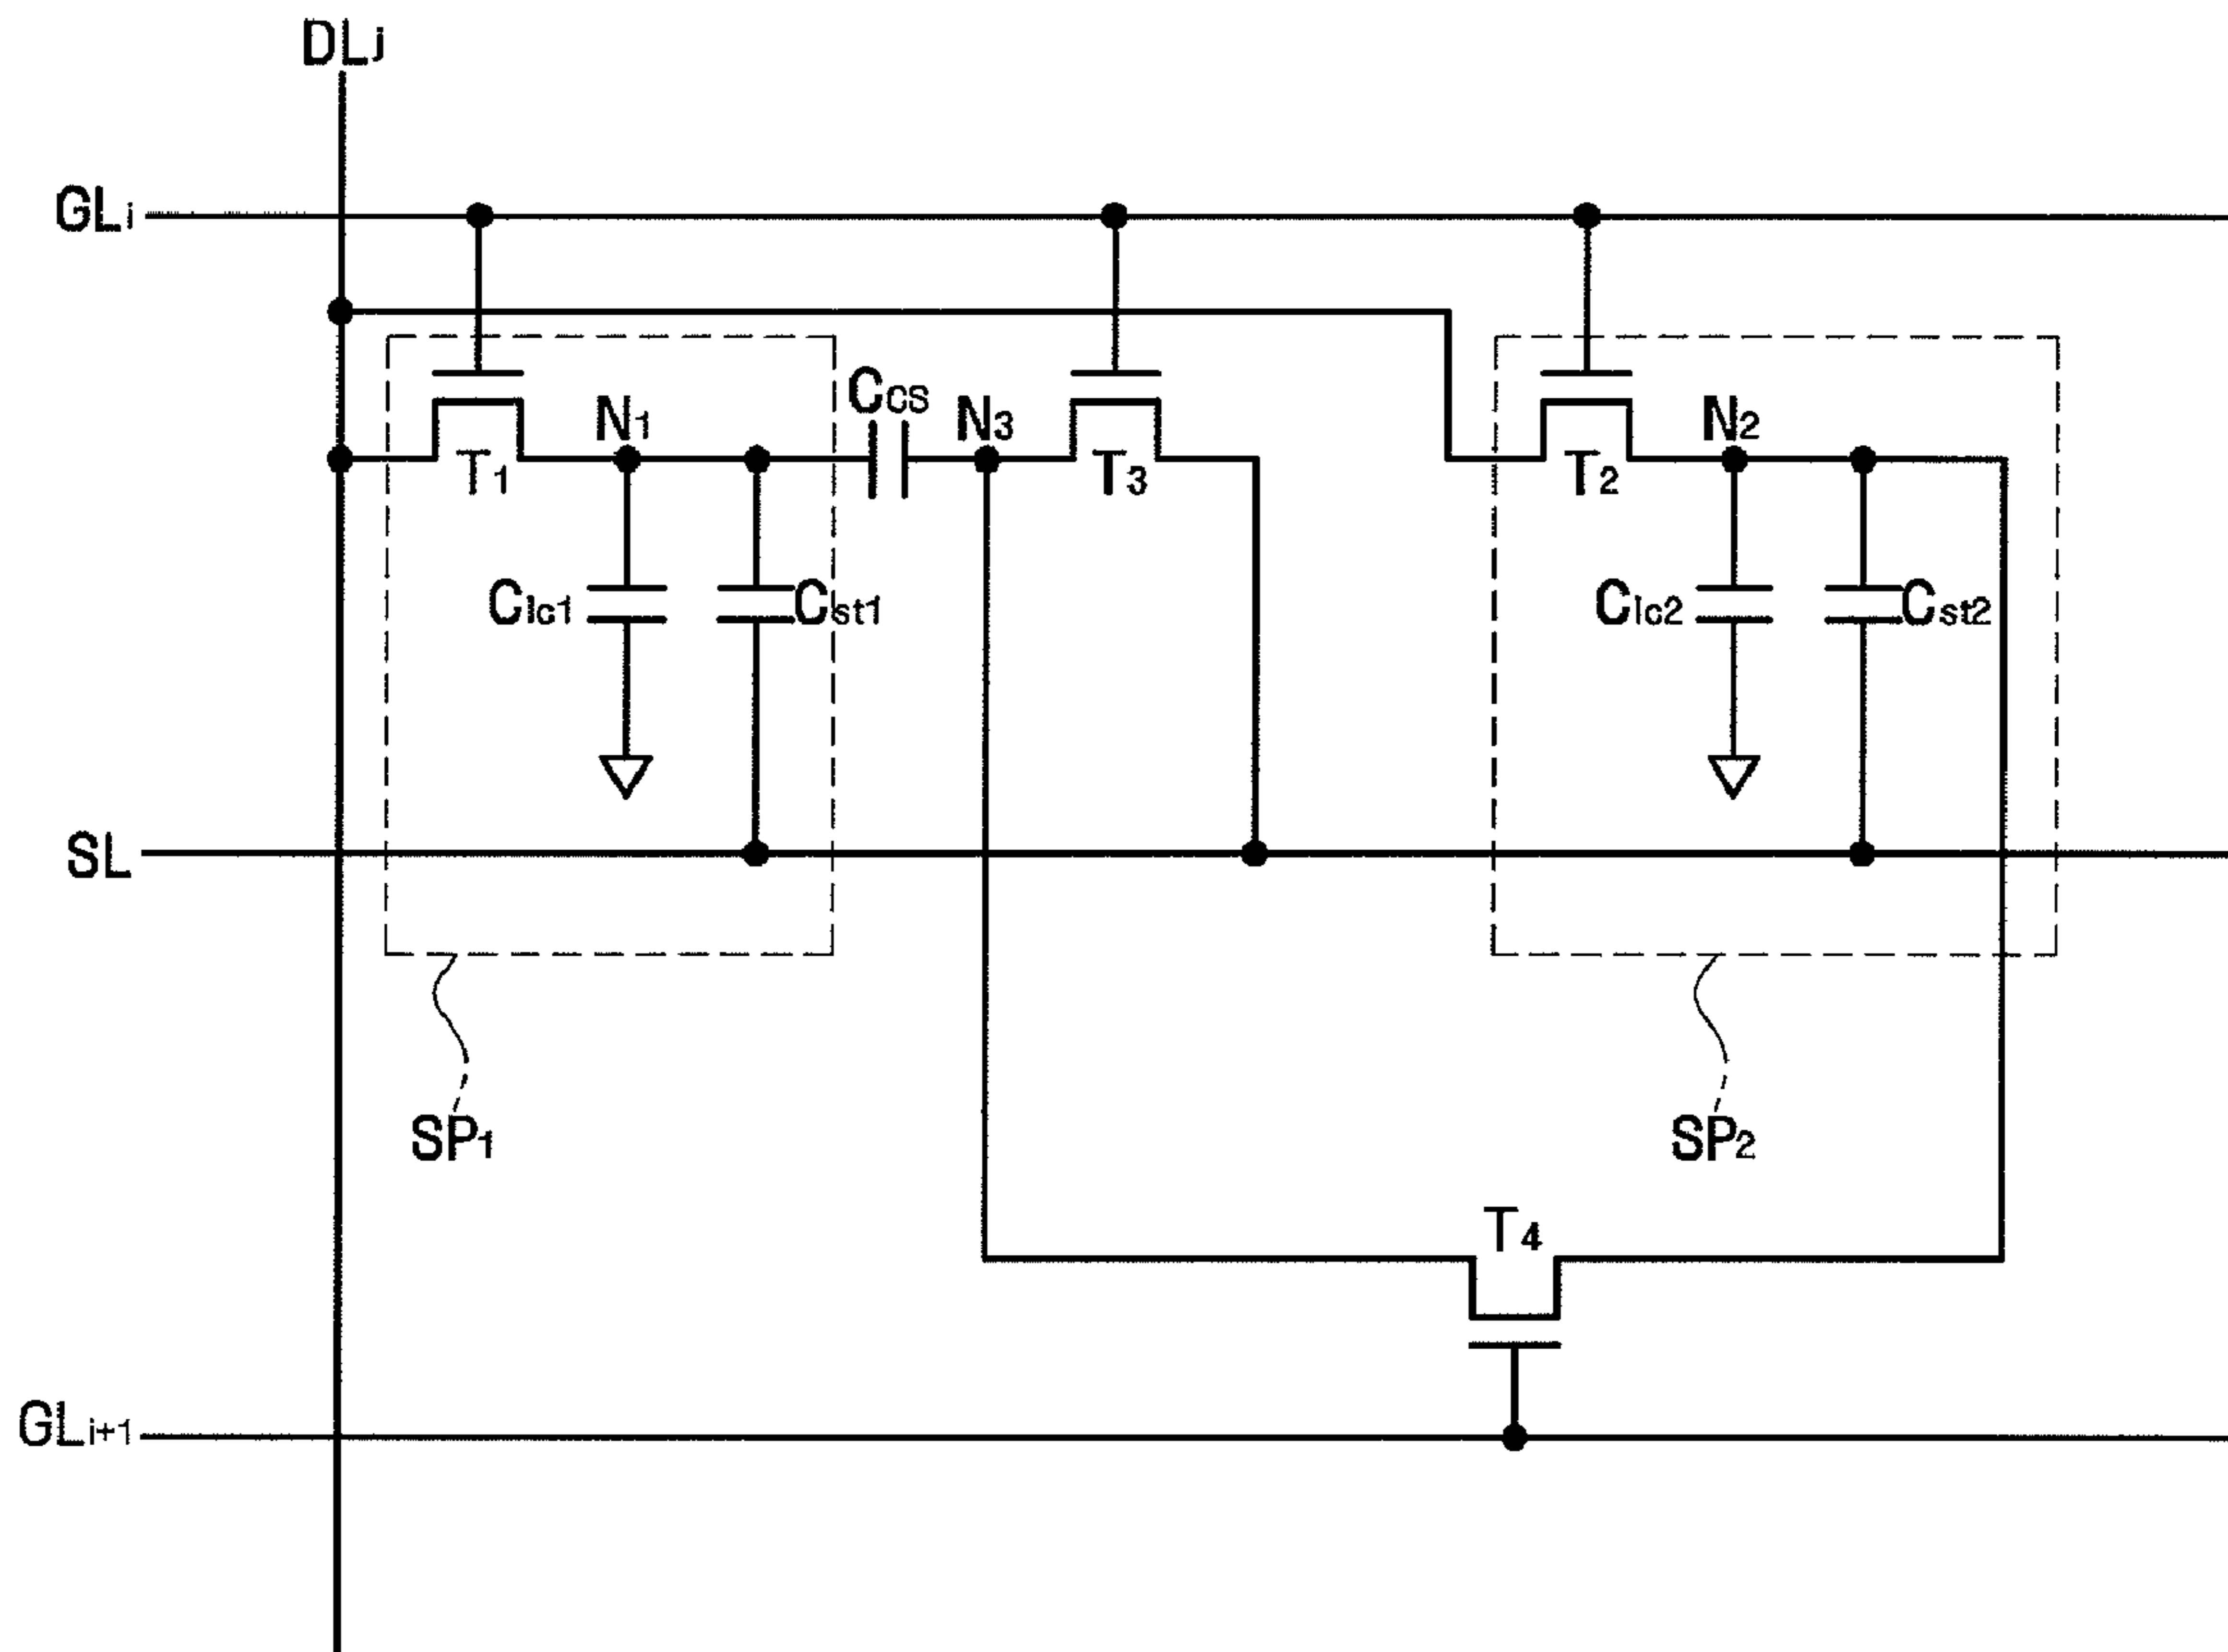 DLj
GLi
CCS
N1
N3
N2
T1
T3
T2
Clc1
Cst1
Clc2
Cst2
SL
SP1
SP2
T4
GLi+1